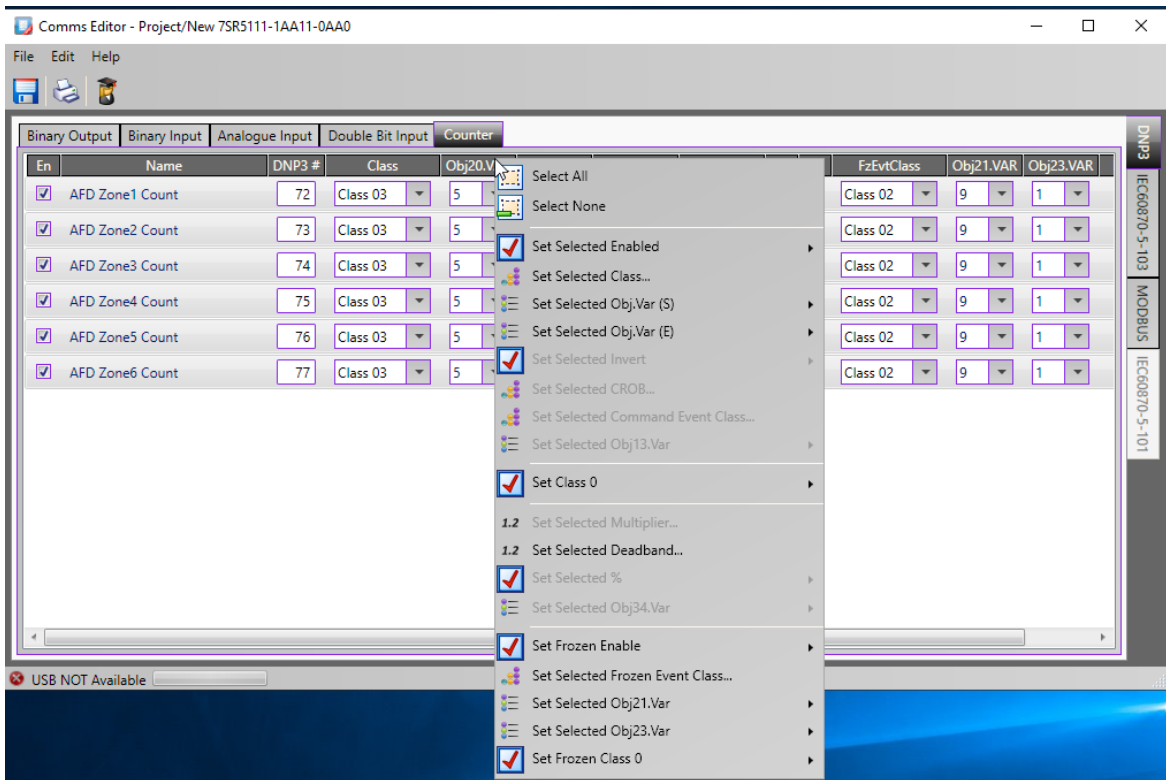 Comms Editor - Project/New 7SR5111-1AA11-0AA0
File Edit Help
Binary Output Binary Input Analogue Input Double Bit Input Counter
En Name DNP3 # Class Obj20.V FzEvtClass Obj21.VAR Obj23.VAR
AFD Zone1 Count 72 Class 03 5 Class 02 9 1
AFD Zone2 Count 73 Class 03 5 Class 02 9 1
AFD Zone3 Count 74 Class 03 5 Class 02 9 1
AFD Zone4 Count 75 Class 03 5 Class 02 9 1
AFD Zone5 Count 76 Class 03 5 Class 02 9 1
AFD Zone6 Count 77 Class 03 5 Class 02 9 1
Select All
Select None
Set Selected Enabled
Set Selected Class...
Set Selected Obj.Var (S)
Set Selected Obj.Var (E)
Set Selected Invert
Set Selected CROB...
Set Selected Command Event Class...
Set Selected Obj13.Var
Set Class 0
1.2 Set Selected Multiplier...
1.2 Set Selected Deadband...
Set Selected %
Set Selected Obj34.Var
Set Frozen Enable
Set Selected Frozen Event Class...
Set Selected Obj21.Var
Set Selected Obj23.Var
Set Frozen Class 0
DNP3
IEC60870-5-103
MODBUS
IEC60870-5-101
USB NOT Available